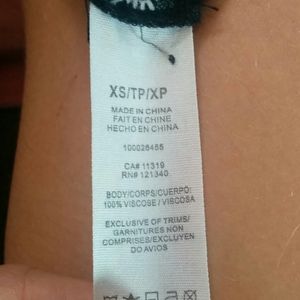 XS/TP/XP
MADE IN CHINA
FAIT EN CHINE
HECHO EN CHINA
100026455
CA# 11319
RN# 121340
BODY/CORPS/CUERPO:
100% VISCOSE / VISCOSA
EXCLUSIVE OF TRIMS/
GARNITURES NON
COMPRISES/EXCLUYEN
DO AVIOS